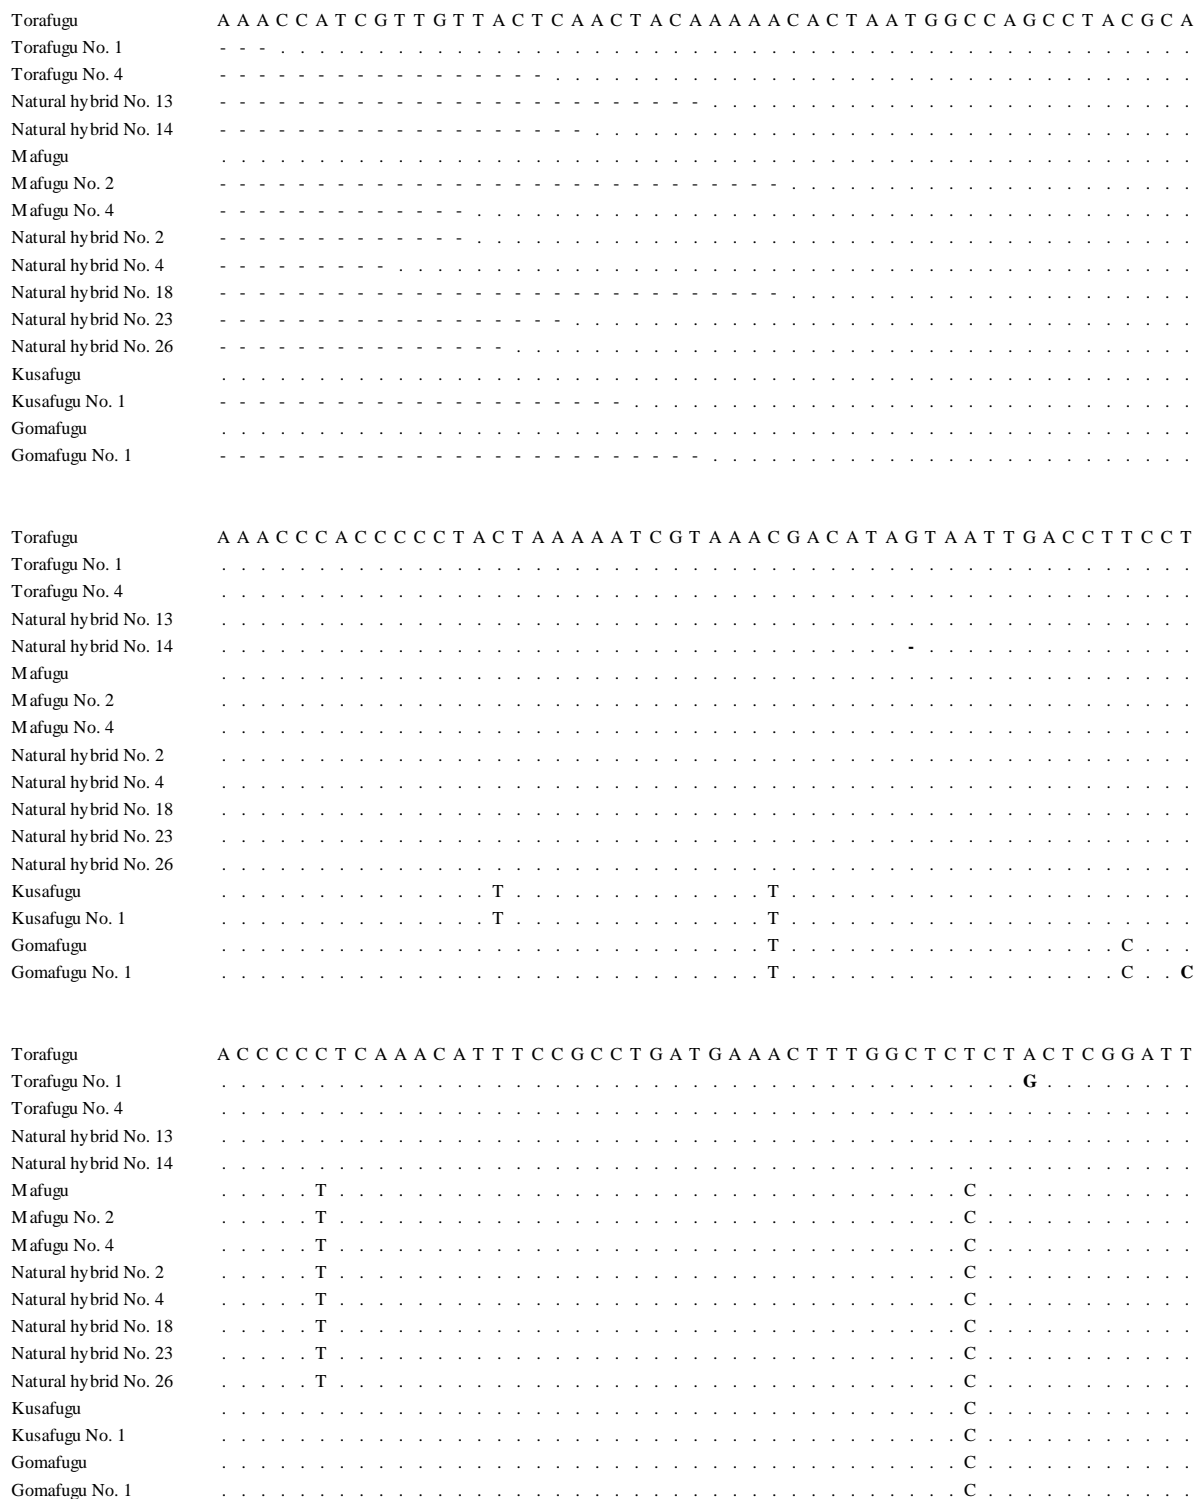 Torafugu A A A C C A T C G T T G T T A C T C A A C T A C A A A A A C A C T A A T G G C C A G C C T A C G C A
Torafugu No. 1 - - - . . . . . . . . . . . . . . . . . . . . . . . . . . . . . . . . . . . . . . . . . . . . . . .
Torafugu No. 4 - - - - - - - - - - - - - - - - - . . . . . . . . . . . . . . . . . . . . . . . . . . . . . . . . .
Natural hybrid No. 13 - - - - - - - - - - - - - - - - - - - - - - - - - . . . . . . . . . . . . . . . . . . . . . . . . .
Natural hybrid No. 14 - - - - - - - - - - - - - - - - - - - . . . . . . . . . . . . . . . . . . . . . . . . . . . . . . .
Mafugu . . . . . . . . . . . . . . . . . . . . . . . . . . . . . . . . . . . . . . . . . . . . . . . . . .
Mafugu No. 2 - - - - - - - - - - - - - - - - - - - - - - - - - - - - - . . . . . . . . . . . . . . . . . . . . .
Mafugu No. 4 - - - - - - - - - - - - - . . . . . . . . . . . . . . . . . . . . . . . . . . . . . . . . . . . . .
Natural hybrid No. 2 - - - - - - - - - - - - - . . . . . . . . . . . . . . . . . . . . . . . . . . . . . . . . . . . . .
Natural hybrid No. 4 - - - - - - - - - . . . . . . . . . . . . . . . . . . . . . . . . . . . . . . . . . . . . . . . . .
Natural hybrid No. 18 - - - - - - - - - - - - - - - - - - - - - - - - - - - - - . . . . . . . . . . . . . . . . . . . . .
Natural hybrid No. 23 - - - - - - - - - - - - - - - - - - . . . . . . . . . . . . . . . . . . . . . . . . . . . . . . . .
Natural hybrid No. 26 - - - - - - - - - - - - - - - . . . . . . . . . . . . . . . . . . . . . . . . . . . . . . . . . . .
Kusafugu . . . . . . . . . . . . . . . . . . . . . . . . . . . . . . . . . . . . . . . . . . . . . . . . . .
Kusafugu No. 1 - - - - - - - - - - - - - - - - - - - - - . . . . . . . . . . . . . . . . . . . . . . . . . . . . .
Gomafugu . . . . . . . . . . . . . . . . . . . . . . . . . . . . . . . . . . . . . . . . . . . . . . . . . .
Gomafugu No. 1 - - - - - - - - - - - - - - - - - - - - - - - - - . . . . . . . . . . . . . . . . . . . . . . . . .
Torafugu A A A C C C A C C C C C T A C T A A A A A T C G T A A A C G A C A T A G T A A T T G A C C T T C C T
Torafugu No. 1 . . . . . . . . . . . . . . . . . . . . . . . . . . . . . . . . . . . . . . . . . . . . . . . . . .
Torafugu No. 4 . . . . . . . . . . . . . . . . . . . . . . . . . . . . . . . . . . . . . . . . . . . . . . . . . .
Natural hybrid No. 13 . . . . . . . . . . . . . . . . . . . . . . . . . . . . . . . . . . . . . . . . . . . . . . . . . .
Natural hybrid No. 14 . . . . . . . . . . . . . . . . . . . . . . . . . . . . . . . . . . . - . . . . . . . . . . . . . .
Mafugu . . . . . . . . . . . . . . . . . . . . . . . . . . . . . . . . . . . . . . . . . . . . . . . . . .
Mafugu No. 2 . . . . . . . . . . . . . . . . . . . . . . . . . . . . . . . . . . . . . . . . . . . . . . . . . .
Mafugu No. 4 . . . . . . . . . . . . . . . . . . . . . . . . . . . . . . . . . . . . . . . . . . . . . . . . . .
Natural hybrid No. 2 . . . . . . . . . . . . . . . . . . . . . . . . . . . . . . . . . . . . . . . . . . . . . . . . . .
Natural hybrid No. 4 . . . . . . . . . . . . . . . . . . . . . . . . . . . . . . . . . . . . . . . . . . . . . . . . . .
Natural hybrid No. 18 . . . . . . . . . . . . . . . . . . . . . . . . . . . . . . . . . . . . . . . . . . . . . . . . . .
Natural hybrid No. 23 . . . . . . . . . . . . . . . . . . . . . . . . . . . . . . . . . . . . . . . . . . . . . . . . . .
Natural hybrid No. 26 . . . . . . . . . . . . . . . . . . . . . . . . . . . . . . . . . . . . . . . . . . . . . . . . . .
Kusafugu . . . . . . . . . . . . . . T . . . . . . . . . . . . . T . . . . . . . . . . . . . . . . . . . . .
Kusafugu No. 1 . . . . . . . . . . . . . . T . . . . . . . . . . . . . T . . . . . . . . . . . . . . . . . . . . .
Gomafugu . . . . . . . . . . . . . . . . . . . . . . . . . . . . T . . . . . . . . . . . . . . . . . C . . .
Gomafugu No. 1 . . . . . . . . . . . . . . . . . . . . . . . . . . . . T . . . . . . . . . . . . . . . . . C . . C
Torafugu A C C C C C T C A A A C A T T T C C G C C T G A T G A A A C T T T G G C T C T C T A C T C G G A T T
Torafugu No. 1 . . . . . . . . . . . . . . . . . . . . . . . . . . . . . . . . . . . . . . . . . G . . . . . . . .
Torafugu No. 4 . . . . . . . . . . . . . . . . . . . . . . . . . . . . . . . . . . . . . . . . . . . . . . . . . .
Natural hybrid No. 13 . . . . . . . . . . . . . . . . . . . . . . . . . . . . . . . . . . . . . . . . . . . . . . . . . .
Natural hybrid No. 14 . . . . . . . . . . . . . . . . . . . . . . . . . . . . . . . . . . . . . . . . . . . . . . . . . .
Mafugu . . . . . T . . . . . . . . . . . . . . . . . . . . . . . . . . . . . . . . C . . . . . . . . . . .
Mafugu No. 2 . . . . . T . . . . . . . . . . . . . . . . . . . . . . . . . . . . . . . . C . . . . . . . . . . .
Mafugu No. 4 . . . . . T . . . . . . . . . . . . . . . . . . . . . . . . . . . . . . . . C . . . . . . . . . . .
Natural hybrid No. 2 . . . . . T . . . . . . . . . . . . . . . . . . . . . . . . . . . . . . . . C . . . . . . . . . . .
Natural hybrid No. 4 . . . . . T . . . . . . . . . . . . . . . . . . . . . . . . . . . . . . . . C . . . . . . . . . . .
Natural hybrid No. 18 . . . . . T . . . . . . . . . . . . . . . . . . . . . . . . . . . . . . . . C . . . . . . . . . . .
Natural hybrid No. 23 . . . . . T . . . . . . . . . . . . . . . . . . . . . . . . . . . . . . . . C . . . . . . . . . . .
Natural hybrid No. 26 . . . . . T . . . . . . . . . . . . . . . . . . . . . . . . . . . . . . . . C . . . . . . . . . . .
Kusafugu . . . . . . . . . . . . . . . . . . . . . . . . . . . . . . . . . . . . . . C . . . . . . . . . . .
Kusafugu No. 1 . . . . . . . . . . . . . . . . . . . . . . . . . . . . . . . . . . . . . . C . . . . . . . . . . .
Gomafugu . . . . . . . . . . . . . . . . . . . . . . . . . . . . . . . . . . . . . . C . . . . . . . . . . .
Gomafugu No. 1 . . . . . . . . . . . . . . . . . . . . . . . . . . . . . . . . . . . . . . C . . . . . . . . . . .